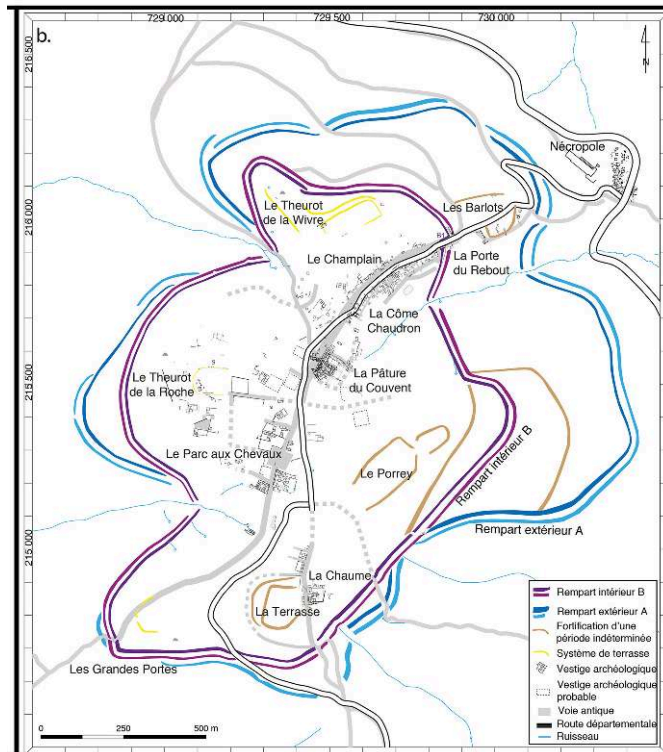 b.
729 000
729 500
730 000
216 500
216 000
215 500
215 000
N
Nécropole
Le Theurot
de la Wivre
Les Barlots
Le Champlain
La Porte
du Rebout
La Côme
Chaudron
La Pâture
du Couvent
Le Theurot
de la Roche
Le Parc aux Chevaux
Le Porrey
Rempart intérieur B
Rempart extérieur A
La Chaume
La Terrasse
Les Grandes Portes
0 250 500 m
Rempart intérieur B
Rempart extérieur A
Fortification d'une
période indéterminée
Système de terrasse
Vestige archéologique
Vestige archéologique
probable
Voie antique
Route départementale
Ruisseau